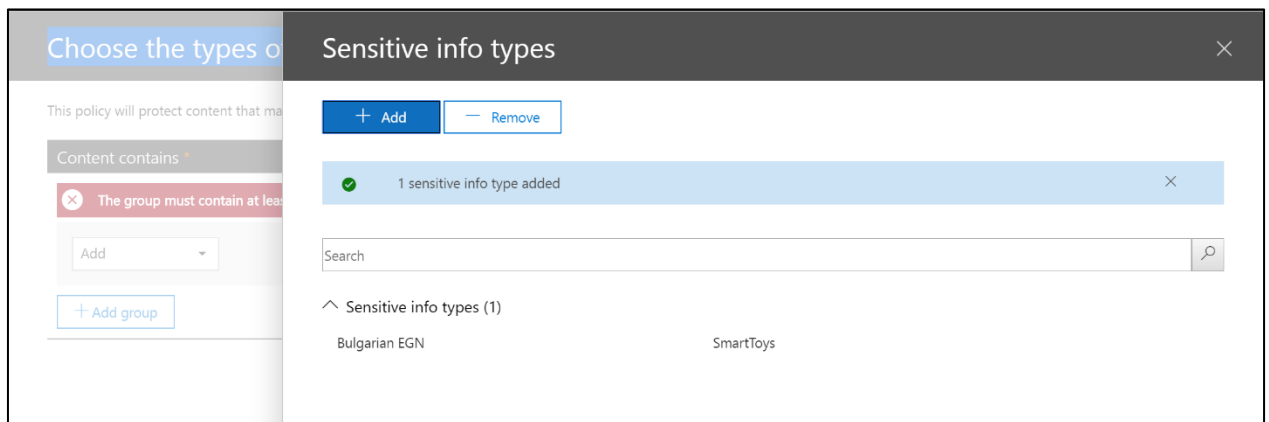 Choose the types o
This policy will protect content that ma
Content contains *
The group must contain at leas
Add
+ Add group
Sensitive info types
+ Add
— Remove
1 sensitive info type added
Search
Sensitive info types (1)
Bulgarian EGN SmartToys